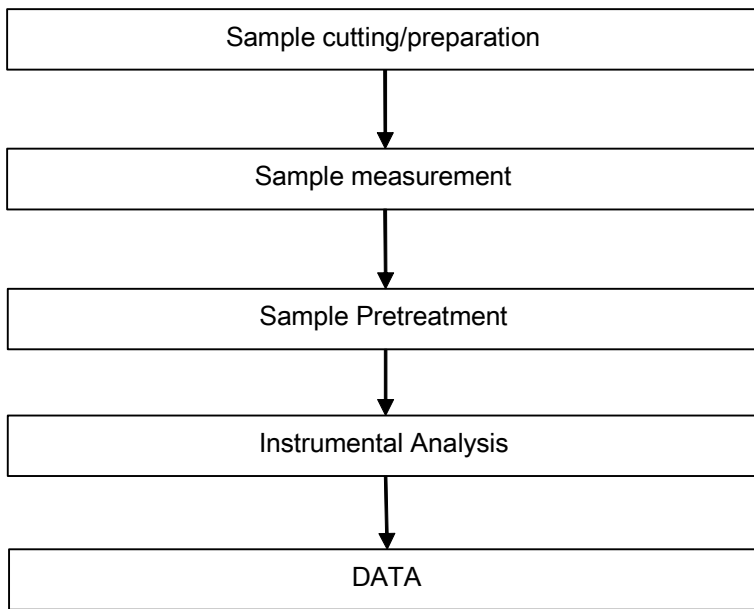 Sample cutting/preparation
Sample measurement
Sample Pretreatment
Instrumental Analysis
DATA